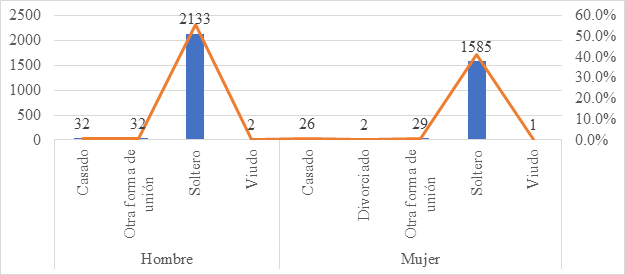 2500
2000
1500
1000
500
0
60.0%
50.0%
40.0%
30.0%
20.0%
10.0%
0.0%
32
32
2133
2
26
2
29
1585
1
Casado
Otra forma de
unión
Soltero
Viudo
Casado
Divorciado
Otra forma de
unión
Soltero
Viudo
Hombre
Mujer